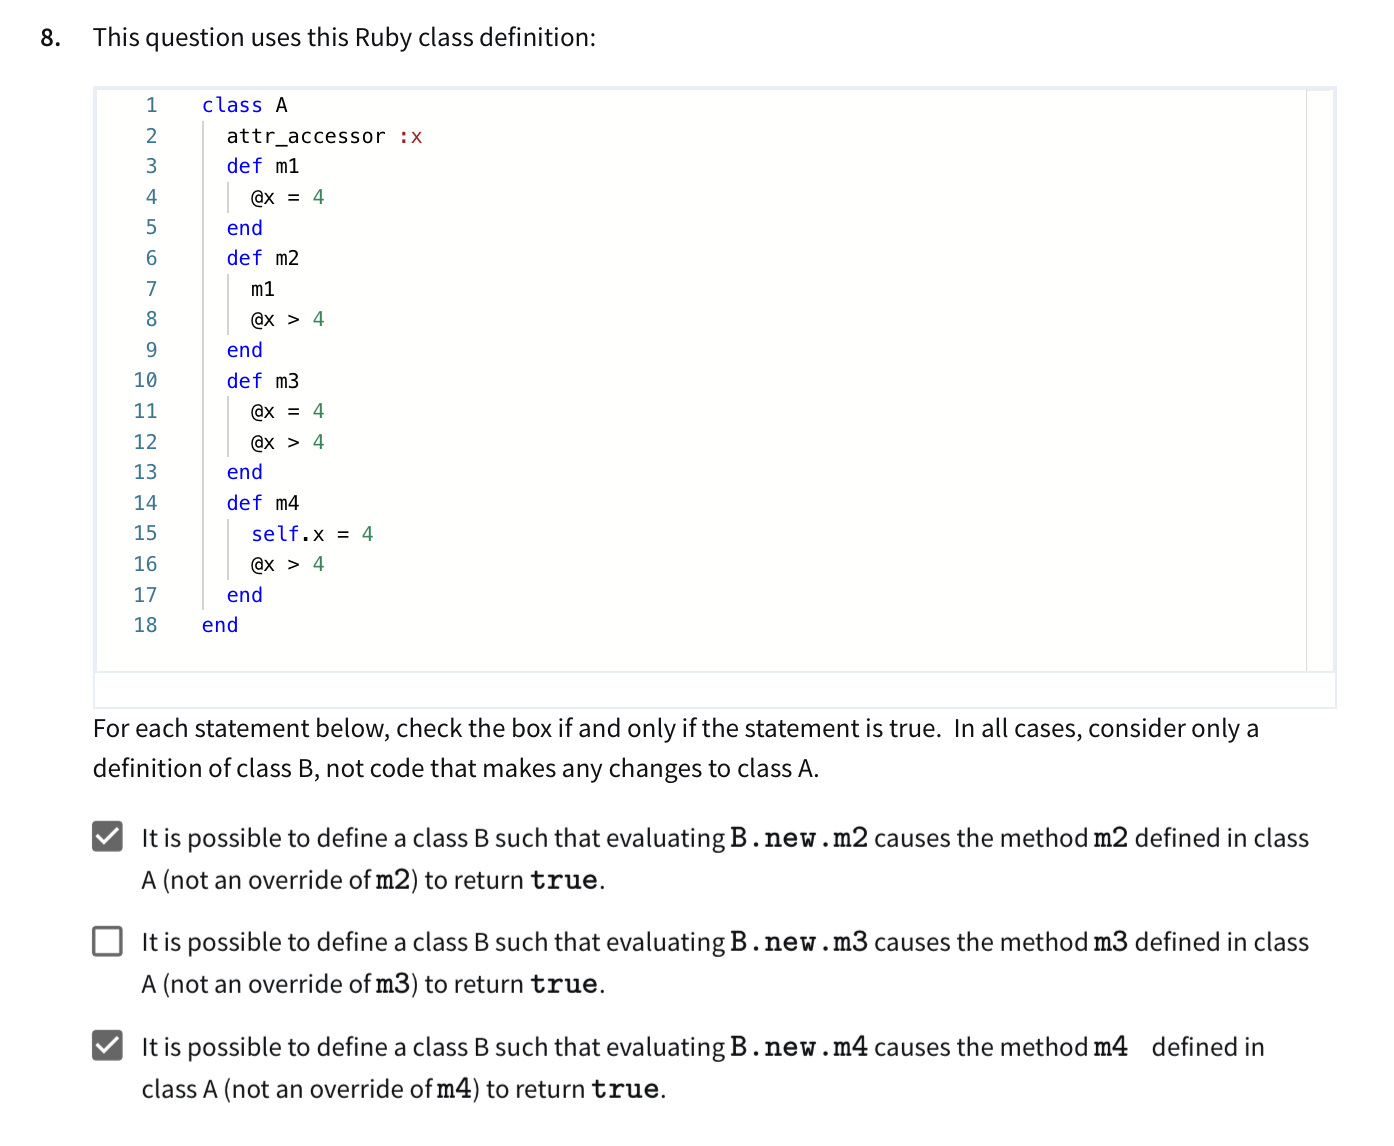 8. This question uses this Ruby class definition:
1 class A
2 attr_accessor :x
3 def m1
4 @x = 4
5 end
6 def m2
7 m1
8 @x > 4
9 end
10 def m3
11 @x = 4
12 @x > 4
13 end
14 def m4
15 self.x = 4
16 @x > 4
17 end
18 end
For each statement below, check the box if and only if the statement is true. In all cases, consider only a
definition of class B, not code that makes any changes to class A.
It is possible to define a class B such that evaluating B.new.m2 causes the method m2 defined in class
A (not an override of m2) to return true.
It is possible to define a class B such that evaluating B.new.m3 causes the method m3 defined in class
A (not an override of m3) to return true.
It is possible to define a class B such that evaluating B.new.m4 causes the method m4 defined in
class A (not an override of m4) to return true.